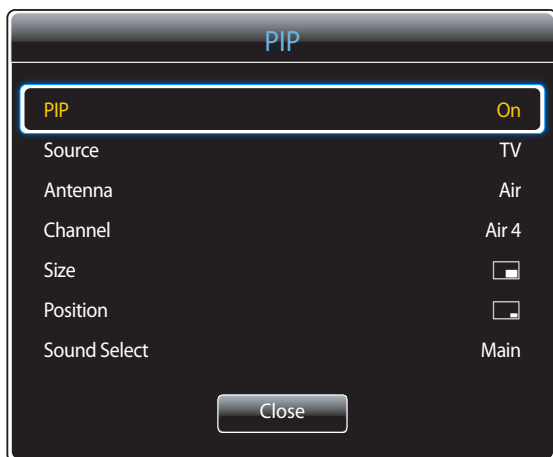 PIP
PIP On
Source TV
Antenna Air
Channel Air 4
Size
Position
Sound Select Main
Close